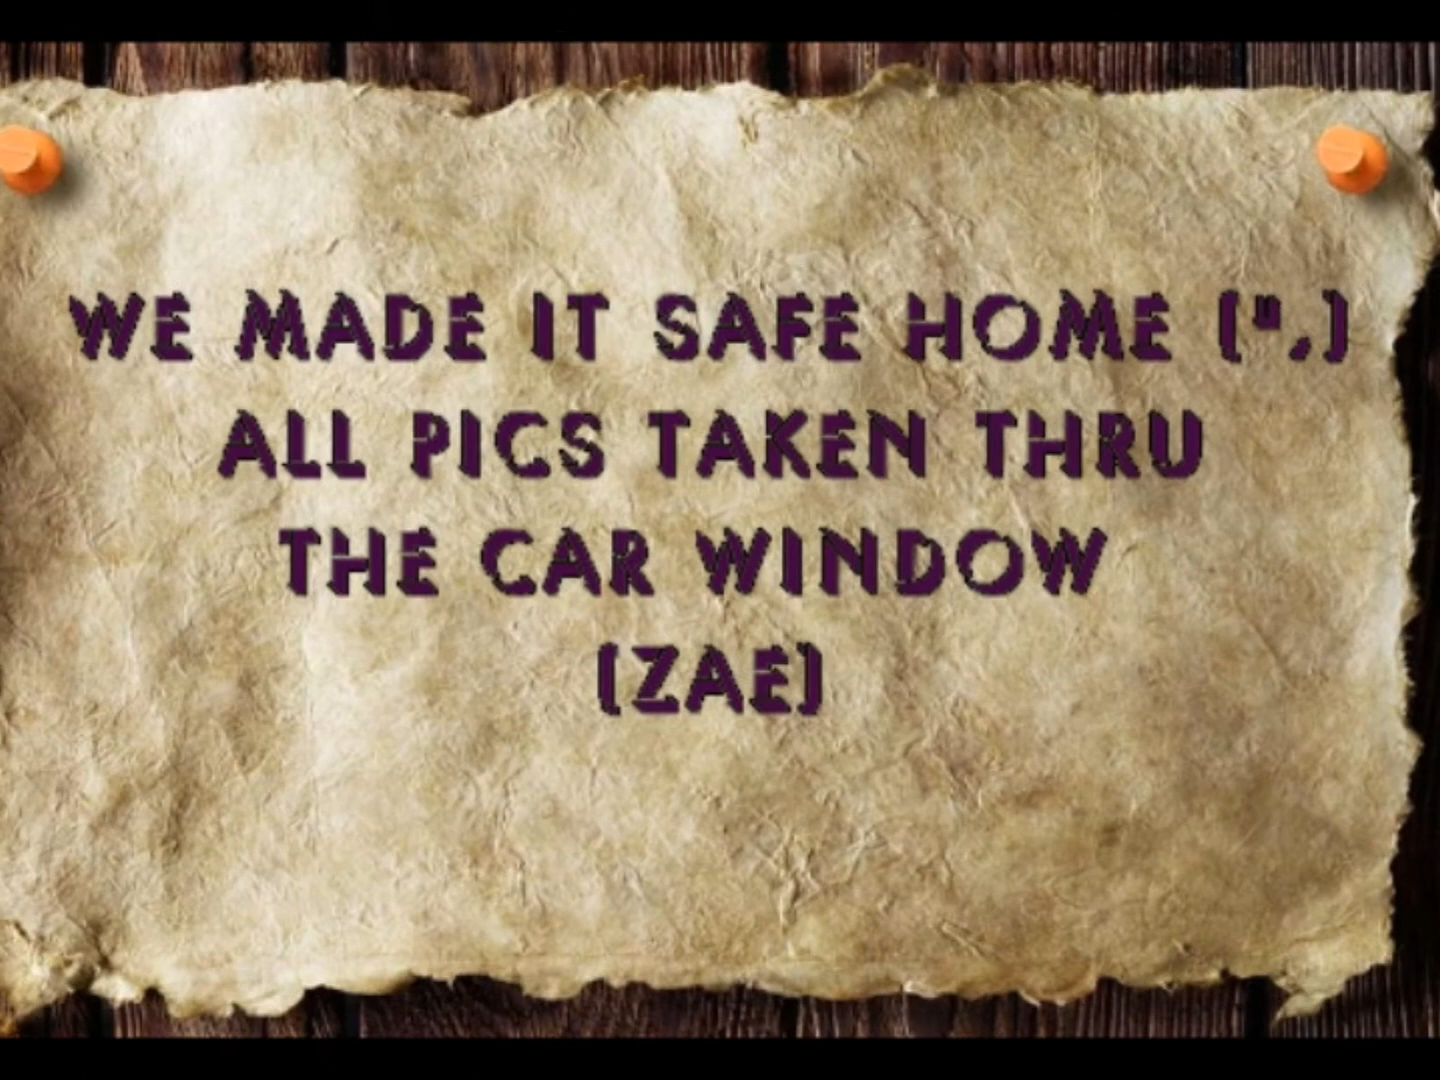 WE MADE IT SAFE HOME (".)
ALL PICS TAKEN THRU
THE CAR WINDOW
(ZAE)